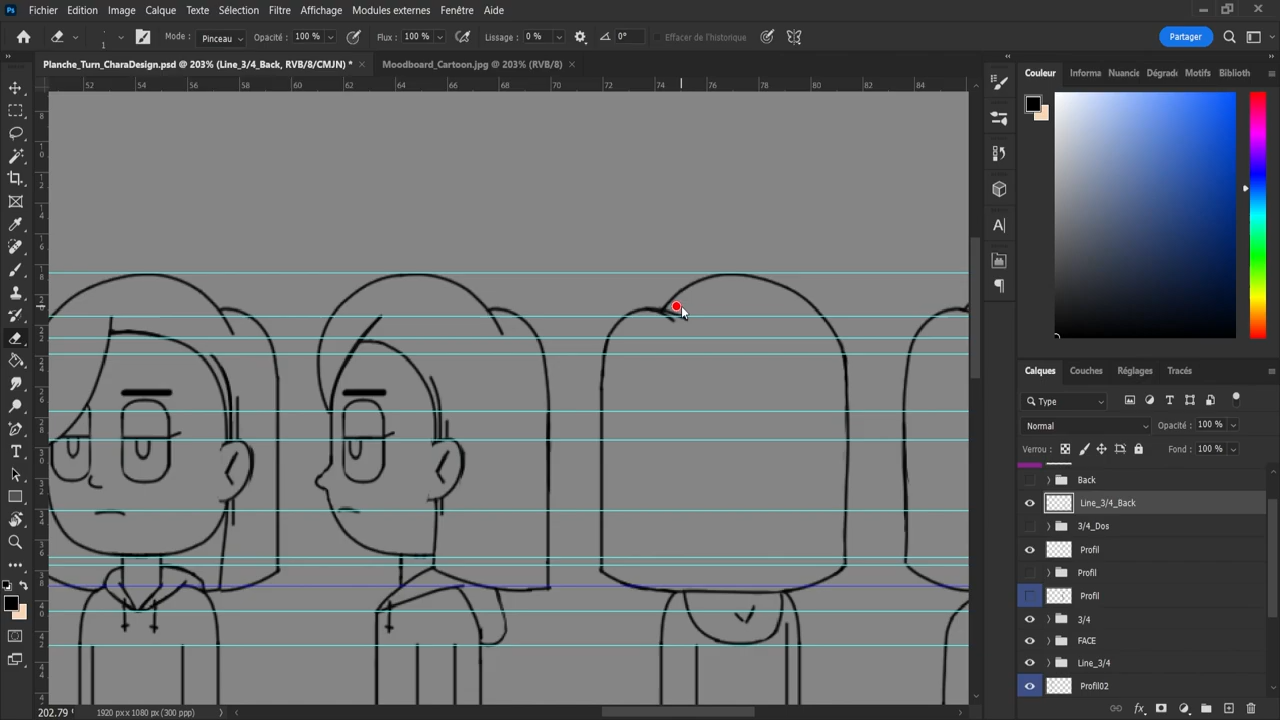 Fichier Edition Image Calque Texte Sélection Filtre Affichage Modules externes Fenêtre Aide
1 Mode : Pinceau Opacité : 100 % Flux : 100 % Lissage : 0 % 0° Effacer de l'historique Partager
Planche_Turn_CharaDesign.psd @ 203% (Line_3/4_Back, RVB/8/CMJN) * Moodboard_Cartoon.jpg @ 203% (RVB/8)
Couleur Informa Nuancie Dégradé Motifs Biblioth
52 54 56 58 60 62 64 66 68 70 72 74 76 78 80 82 84
Calques Couches Réglages Tracés
Type
Normal Opacité : 100 %
Verrou : Fond : 100 %
Back
Line_3/4_Back
3/4_Dos
Profil
Profil
Profil
3/4
FACE
Line_3/4
Profil02
202.79 % 1920 px x 1080 px (300 ppp)